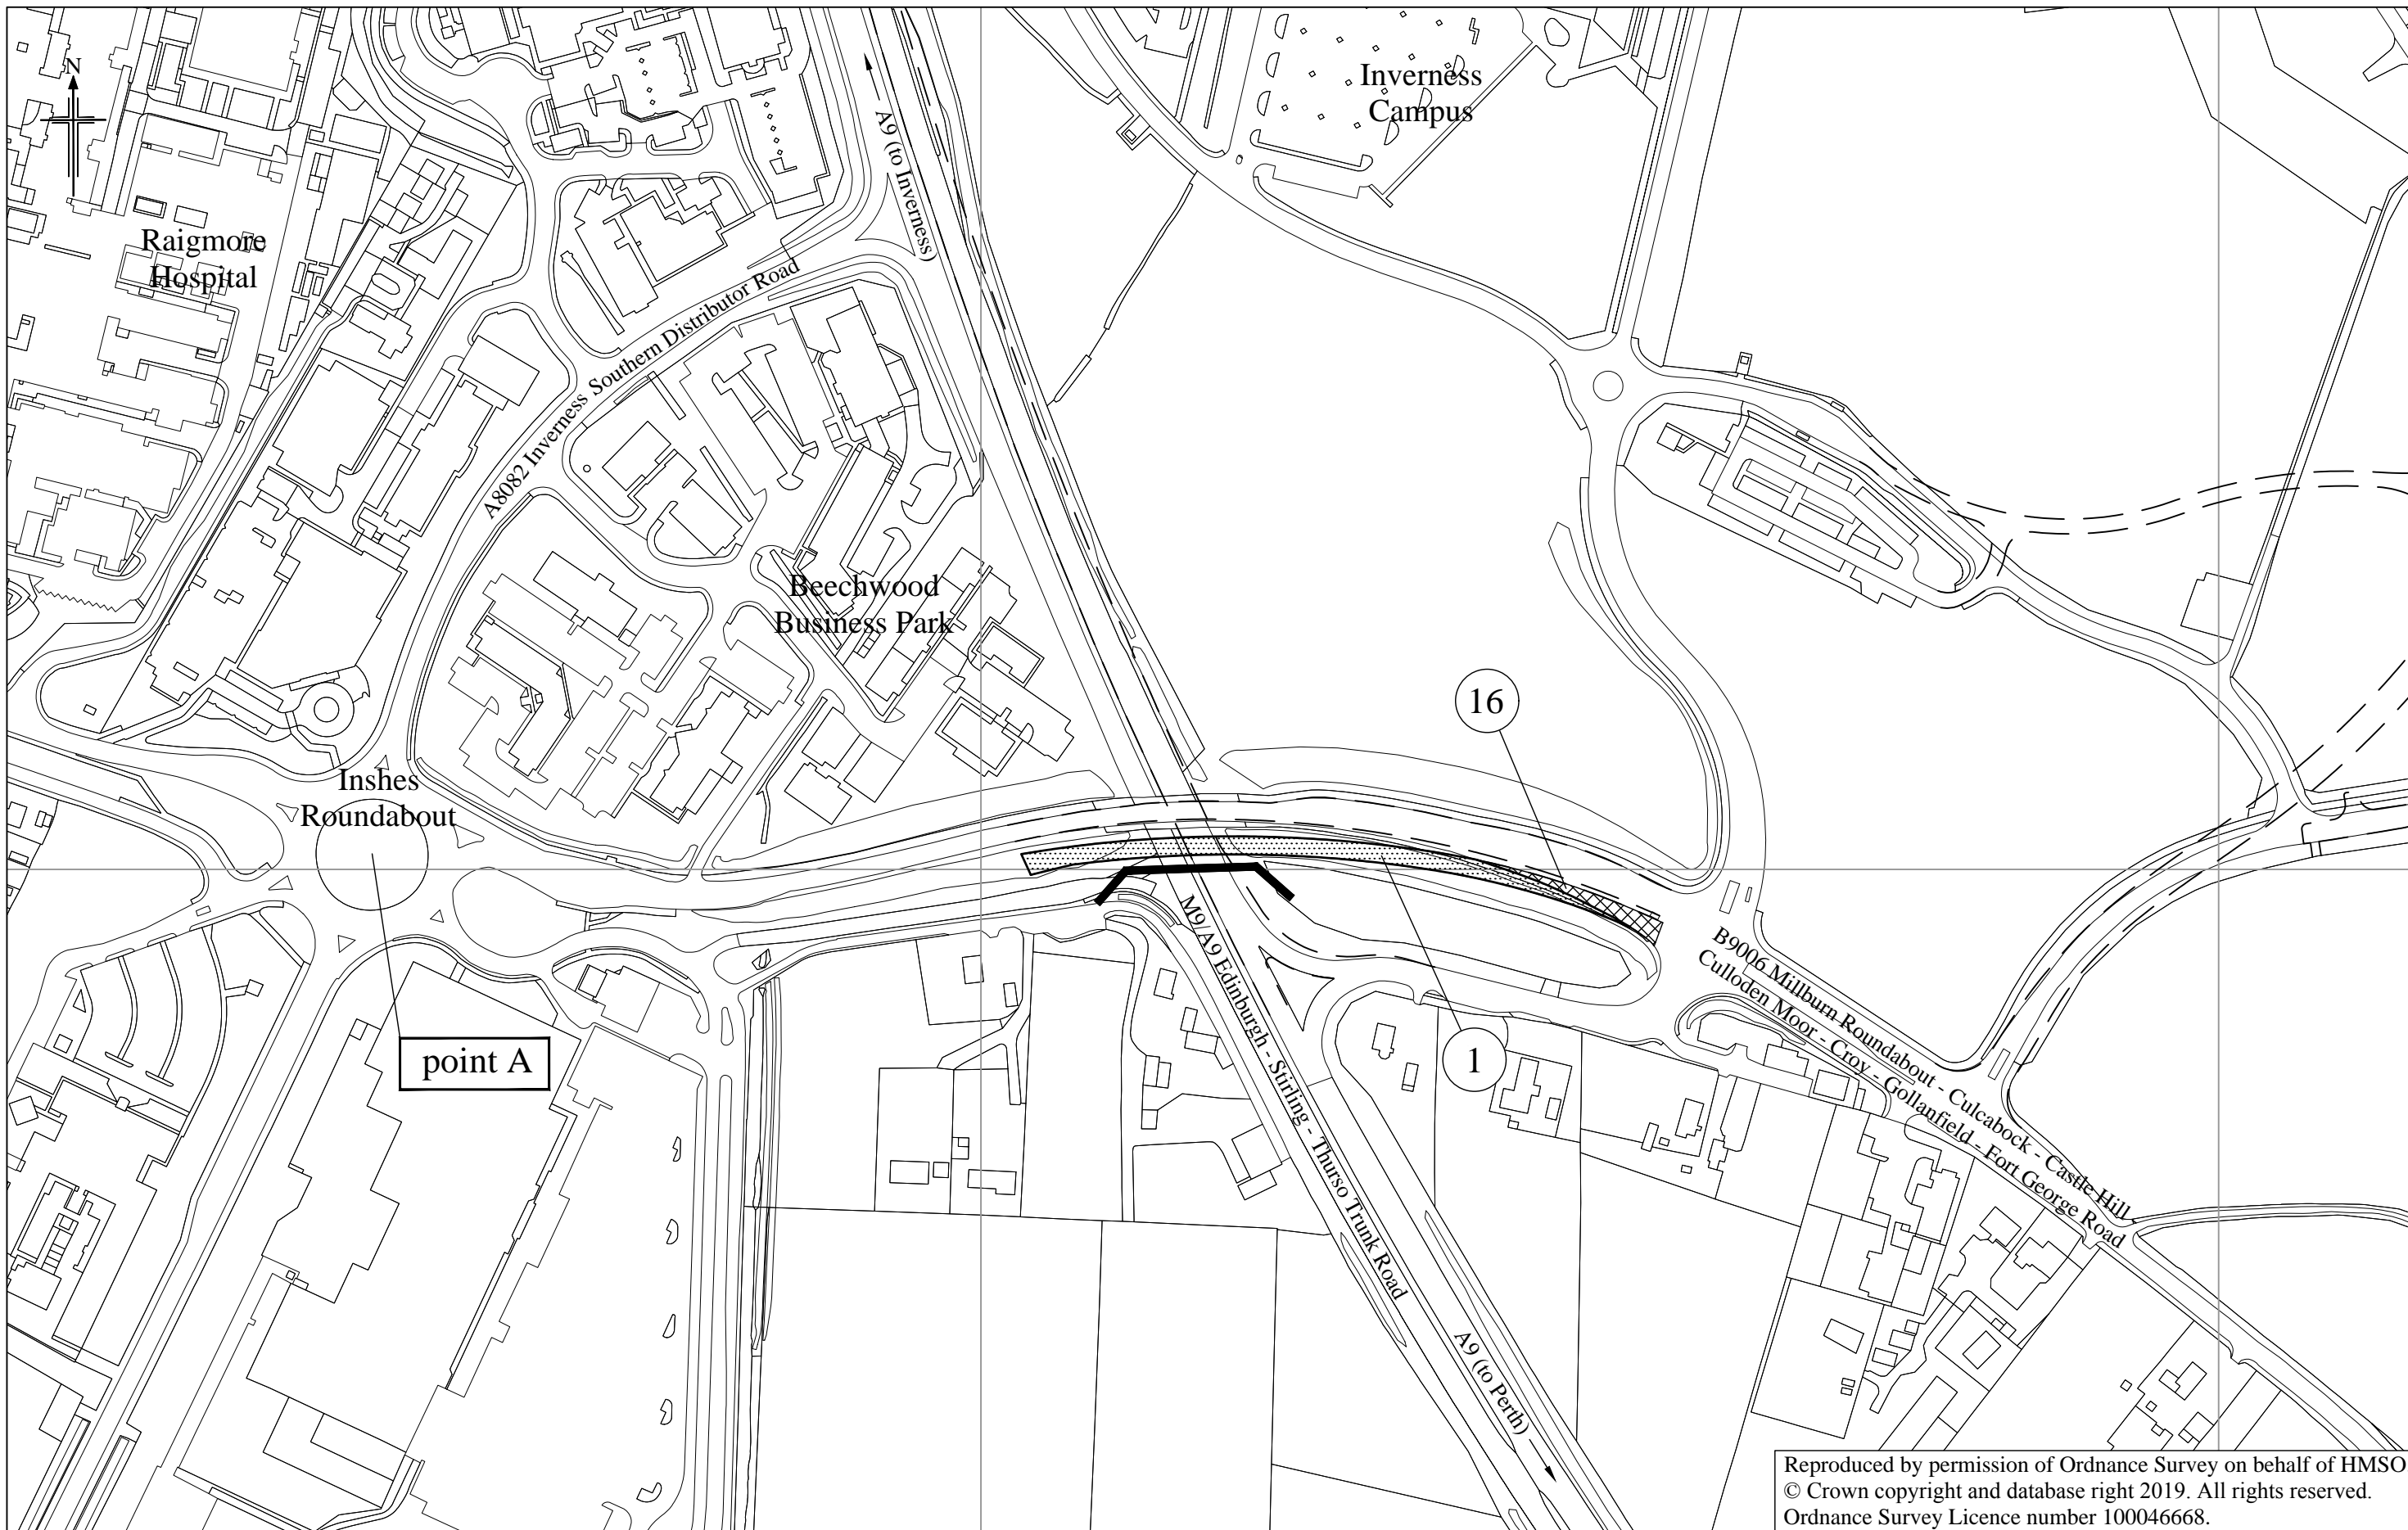 N
Inverness
Campus
A9 (to Inverness)
Raigmore
Hospital
A8082 Inverness Southern Distributor Road
Beechwood
Business Park
16
Inshes
Roundabout
M9/A9 Edinburgh - Stirling - Thurso Trunk Road
B9006 Millburn Roundabout - Culcabock - Castle Hill
Culloden Moor - Croy - Gollanfield - Fort George Road
point A
1
A9 (to Perth)
Reproduced by permission of Ordnance Survey on behalf of HMSO
© Crown copyright and database right 2019. All rights reserved.
Ordnance Survey Licence number 100046668.